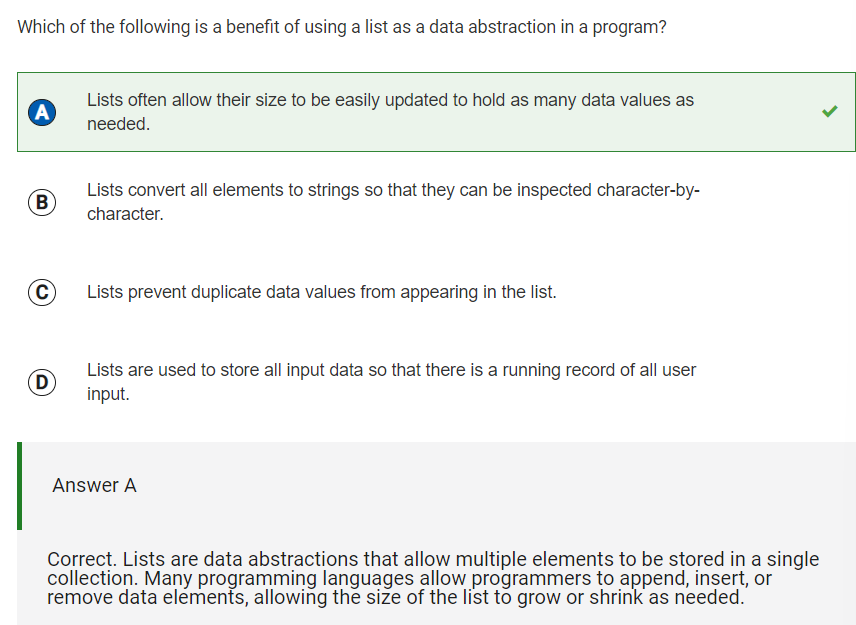 Which of the following is a benefit of using a list as a data abstraction in a program?
A
Lists often allow their size to be easily updated to hold as many data values as
needed.
B
Lists convert all elements to strings so that they can be inspected character-by-
character.
C
Lists prevent duplicate data values from appearing in the list.
D
Lists are used to store all input data so that there is a running record of all user
input.
Answer A
Correct. Lists are data abstractions that allow multiple elements to be stored in a single
collection. Many programming languages allow programmers to append, insert, or
remove data elements, allowing the size of the list to grow or shrink as needed.